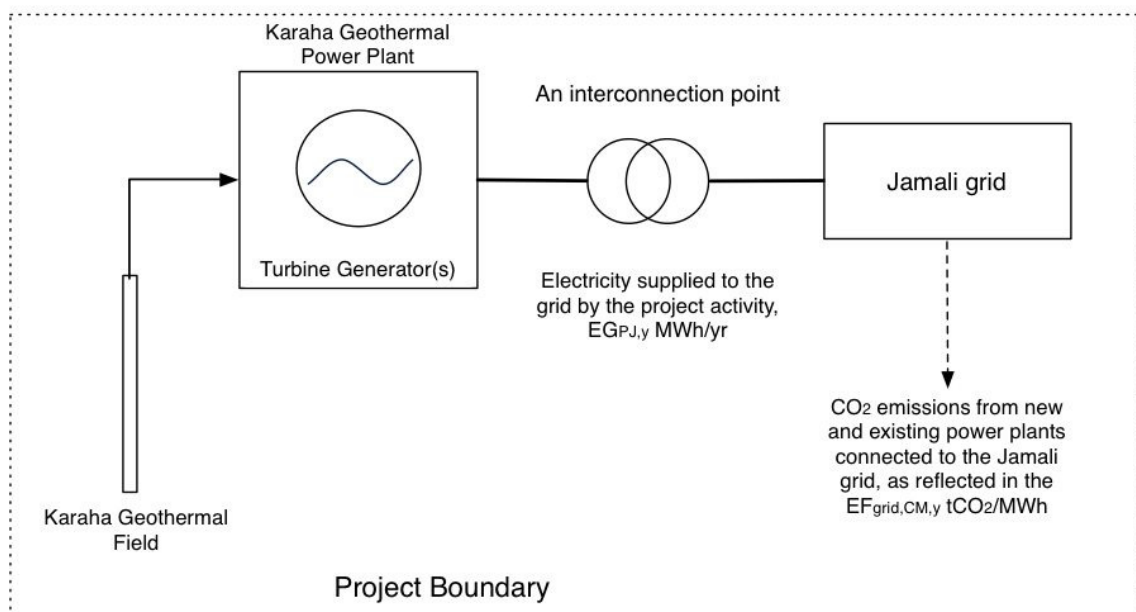 Karaha Geothermal
Power Plant
Turbine Generator(s)
Karaha Geothermal
Field
An interconnection point
Electricity supplied to the
grid by the project activity,
EGPJ,y MWh/yr
Jamali grid
CO2 emissions from new
and existing power plants
connected to the Jamali
grid, as reflected in the
EFgrid,CM,y tCO2/MWh
Project Boundary